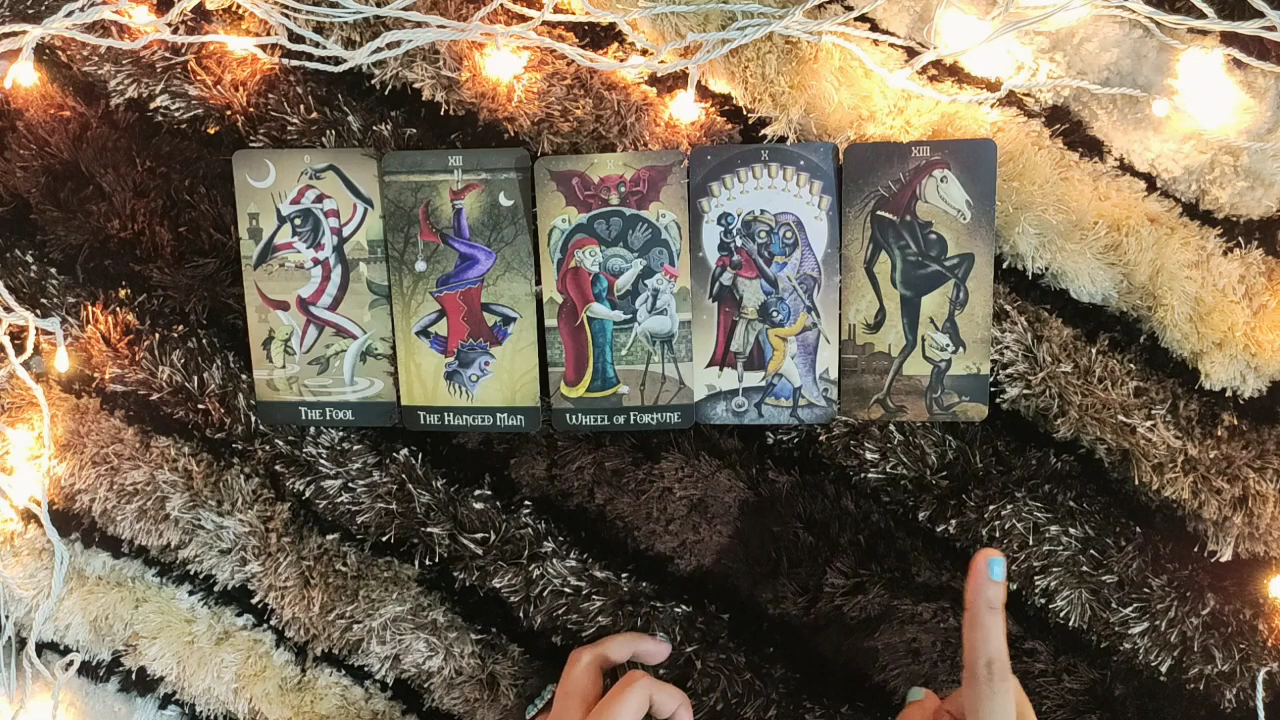 0
THE FOOL
XII
THE HANGED MAN
X
WHEEL OF FORTUNE
X
XIII